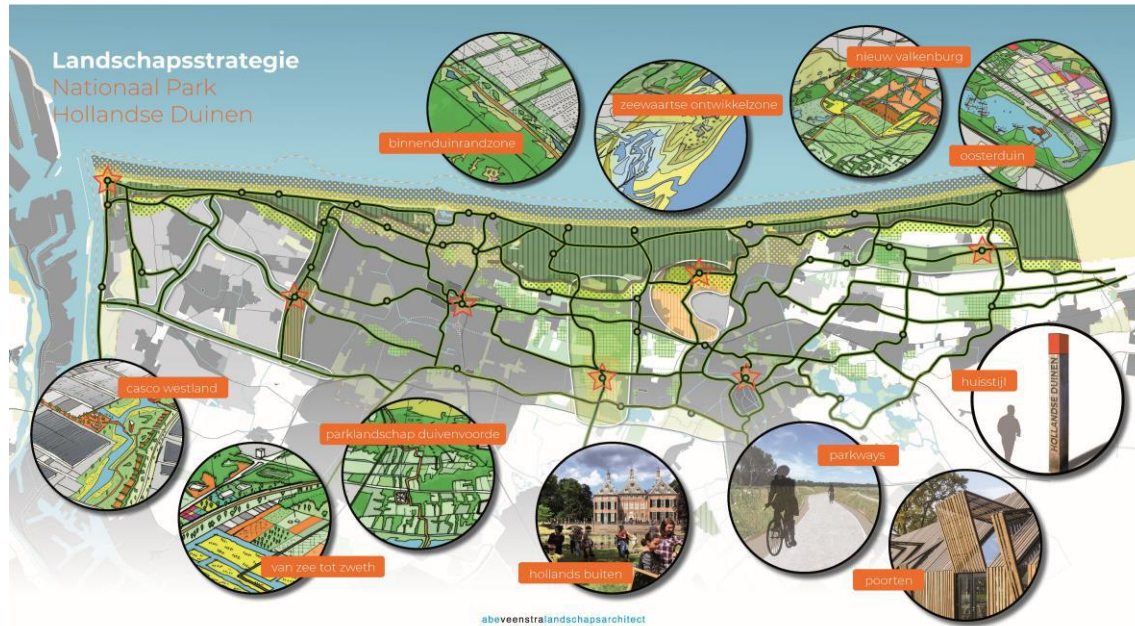 Landschapsstrategie
Nationaal Park
Hollandse Duinen
binnenduinrandzone
zeewaartse ontwikkelzone
nieuw valkenburg
oosterduin
casco westland
van zee tot zweth
parklandschap duivenvoorde
hollands buiten
parkways
huisstijl
HOLLANDSE DUINEN
poorten
abeveenstralandschapsarchitect